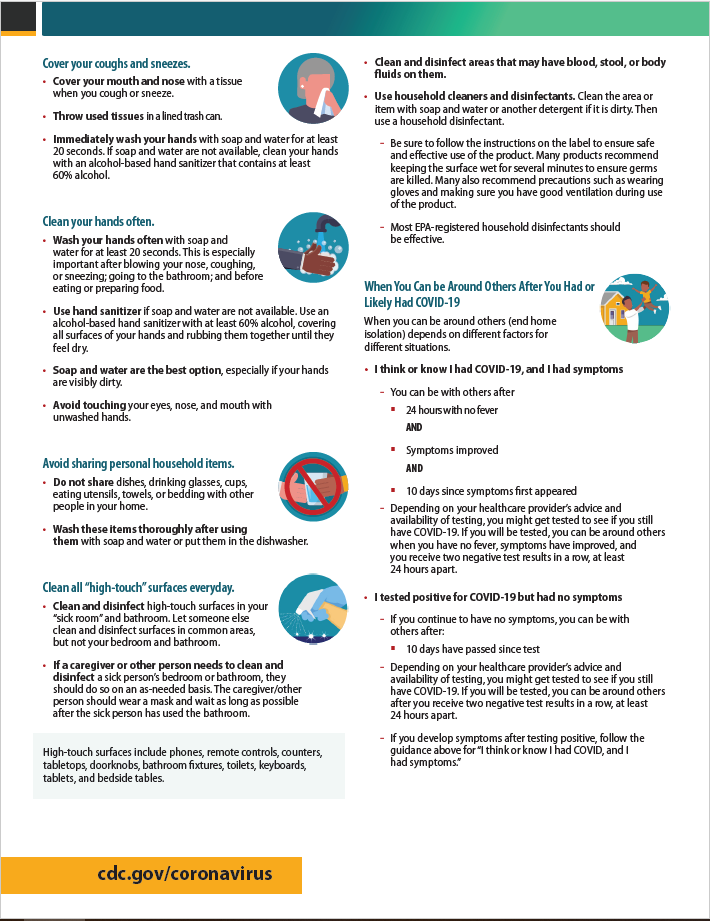 Cover your coughs and sneezes.
• Cover your mouth and nose with a tissue
when you cough or sneeze.
• Throw used tissues in a lined trash can.
• Immediately wash your hands with soap and water for at least
20 seconds. If soap and water are not available, clean your hands
with an alcohol-based hand sanitizer that contains at least
60% alcohol.
Clean your hands often.
• Wash your hands often with soap and
water for at least 20 seconds. This is especially
important after blowing your nose, coughing,
or sneezing; going to the bathroom; and before
eating or preparing food.
• Use hand sanitizer if soap and water are not available. Use an
alcohol-based hand sanitizer with at least 60% alcohol, covering
all surfaces of your hands and rubbing them together until they
feel dry.
• Soap and water are the best option, especially if your hands
are visibly dirty.
• Avoid touching your eyes, nose, and mouth with
unwashed hands.
Avoid sharing personal household items.
• Do not share dishes, drinking glasses, cups,
eating utensils, towels, or bedding with other
people in your home.
• Wash these items thoroughly after using
them with soap and water or put them in the dishwasher.
Clean all “high-touch” surfaces everyday.
• Clean and disinfect high-touch surfaces in your
“sick room” and bathroom. Let someone else
clean and disinfect surfaces in common areas,
but not your bedroom and bathroom.
• If a caregiver or other person needs to clean and
disinfect a sick person’s bedroom or bathroom, they
should do so on an as-needed basis. The caregiver/other
person should wear a mask and wait as long as possible
after the sick person has used the bathroom.
High-touch surfaces include phones, remote controls, counters,
tabletops, doorknobs, bathroom fixtures, toilets, keyboards,
tablets, and bedside tables.
• Clean and disinfect areas that may have blood, stool, or body
fluids on them.
• Use household cleaners and disinfectants. Clean the area or
item with soap and water or another detergent if it is dirty. Then
use a household disinfectant.
– Be sure to follow the instructions on the label to ensure safe
and effective use of the product. Many products recommend
keeping the surface wet for several minutes to ensure germs
are killed. Many also recommend precautions such as wearing
gloves and making sure you have good ventilation during use
of the product.
– Most EPA-registered household disinfectants should
be effective.
When You Can be Around Others After You Had or
Likely Had COVID-19
When you can be around others (end home
isolation) depends on different factors for
different situations.
• I think or know I had COVID-19, and I had symptoms
– You can be with others after
▪ 24 hours with no fever
AND
▪ Symptoms improved
AND
▪ 10 days since symptoms first appeared
– Depending on your healthcare provider’s advice and
availability of testing, you might get tested to see if you still
have COVID-19. If you will be tested, you can be around others
when you have no fever, symptoms have improved, and
you receive two negative test results in a row, at least
24 hours apart.
• I tested positive for COVID-19 but had no symptoms
– If you continue to have no symptoms, you can be with
others after:
▪ 10 days have passed since test
– Depending on your healthcare provider’s advice and
availability of testing, you might get tested to see if you still
have COVID-19. If you will be tested, you can be around others
after you receive two negative test results in a row, at least
24 hours apart.
– If you develop symptoms after testing positive, follow the
guidance above for “I think or know I had COVID, and I
had symptoms.”
cdc.gov/coronavirus